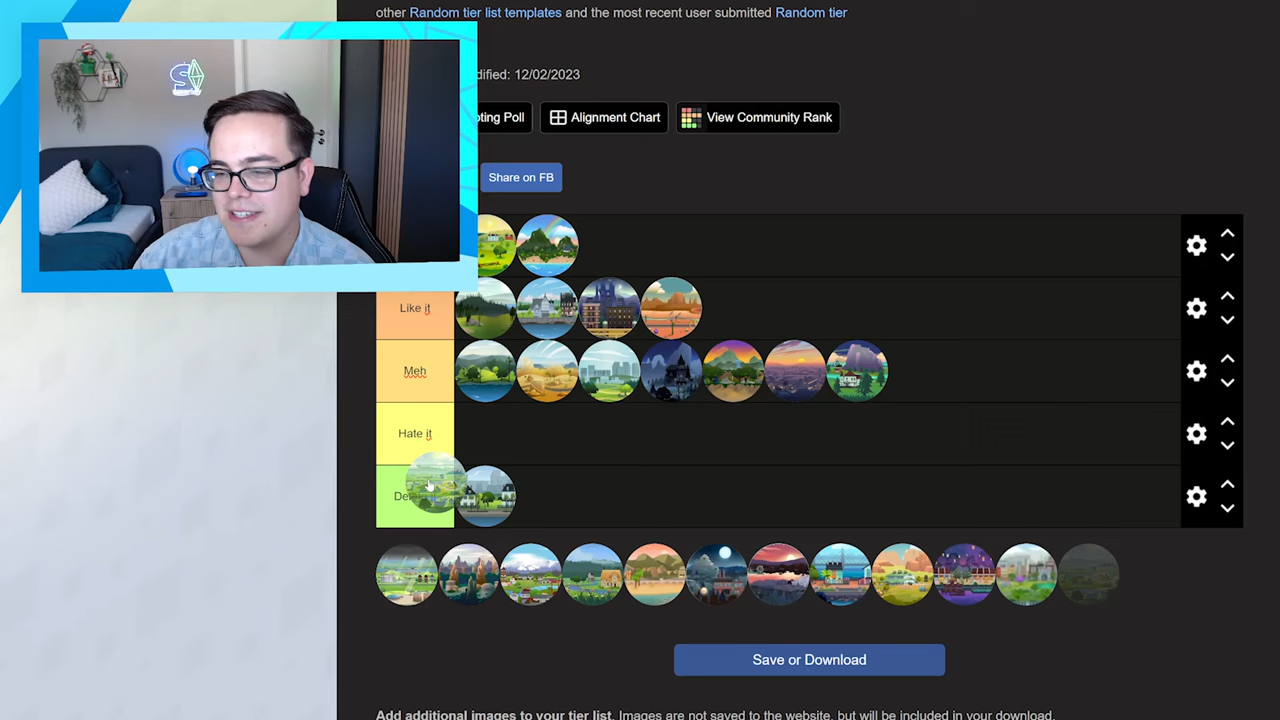 other Random tier list templates and the most recent user submitted Random tier
dified: 12/02/2023
oting Poll
Alignment Chart
View Community Rank
Share on FB
Like it
Meh
Hate it
Save or Download
Add additional images to your tier list. Images are not saved to the website, but will be included in your download.